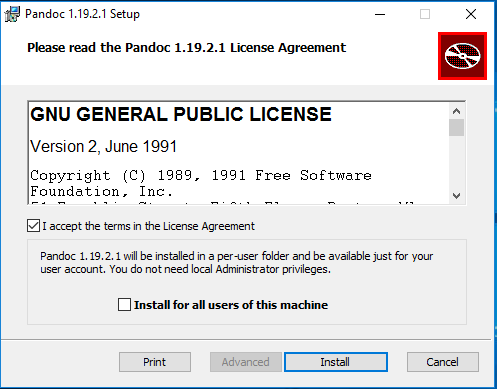 Pandoc 1.19.2.1 Setup
Please read the Pandoc 1.19.2.1 License Agreement
GNU GENERAL PUBLIC LICENSE
Version 2, June 1991
Copyright (C) 1989, 1991 Free Software
Foundation, Inc.
I accept the terms in the License Agreement
Pandoc 1.19.2.1 will be installed in a per-user folder and be available just for your
user account. You do not need local Administrator privileges.
Install for all users of this machine
Print Advanced Install Cancel